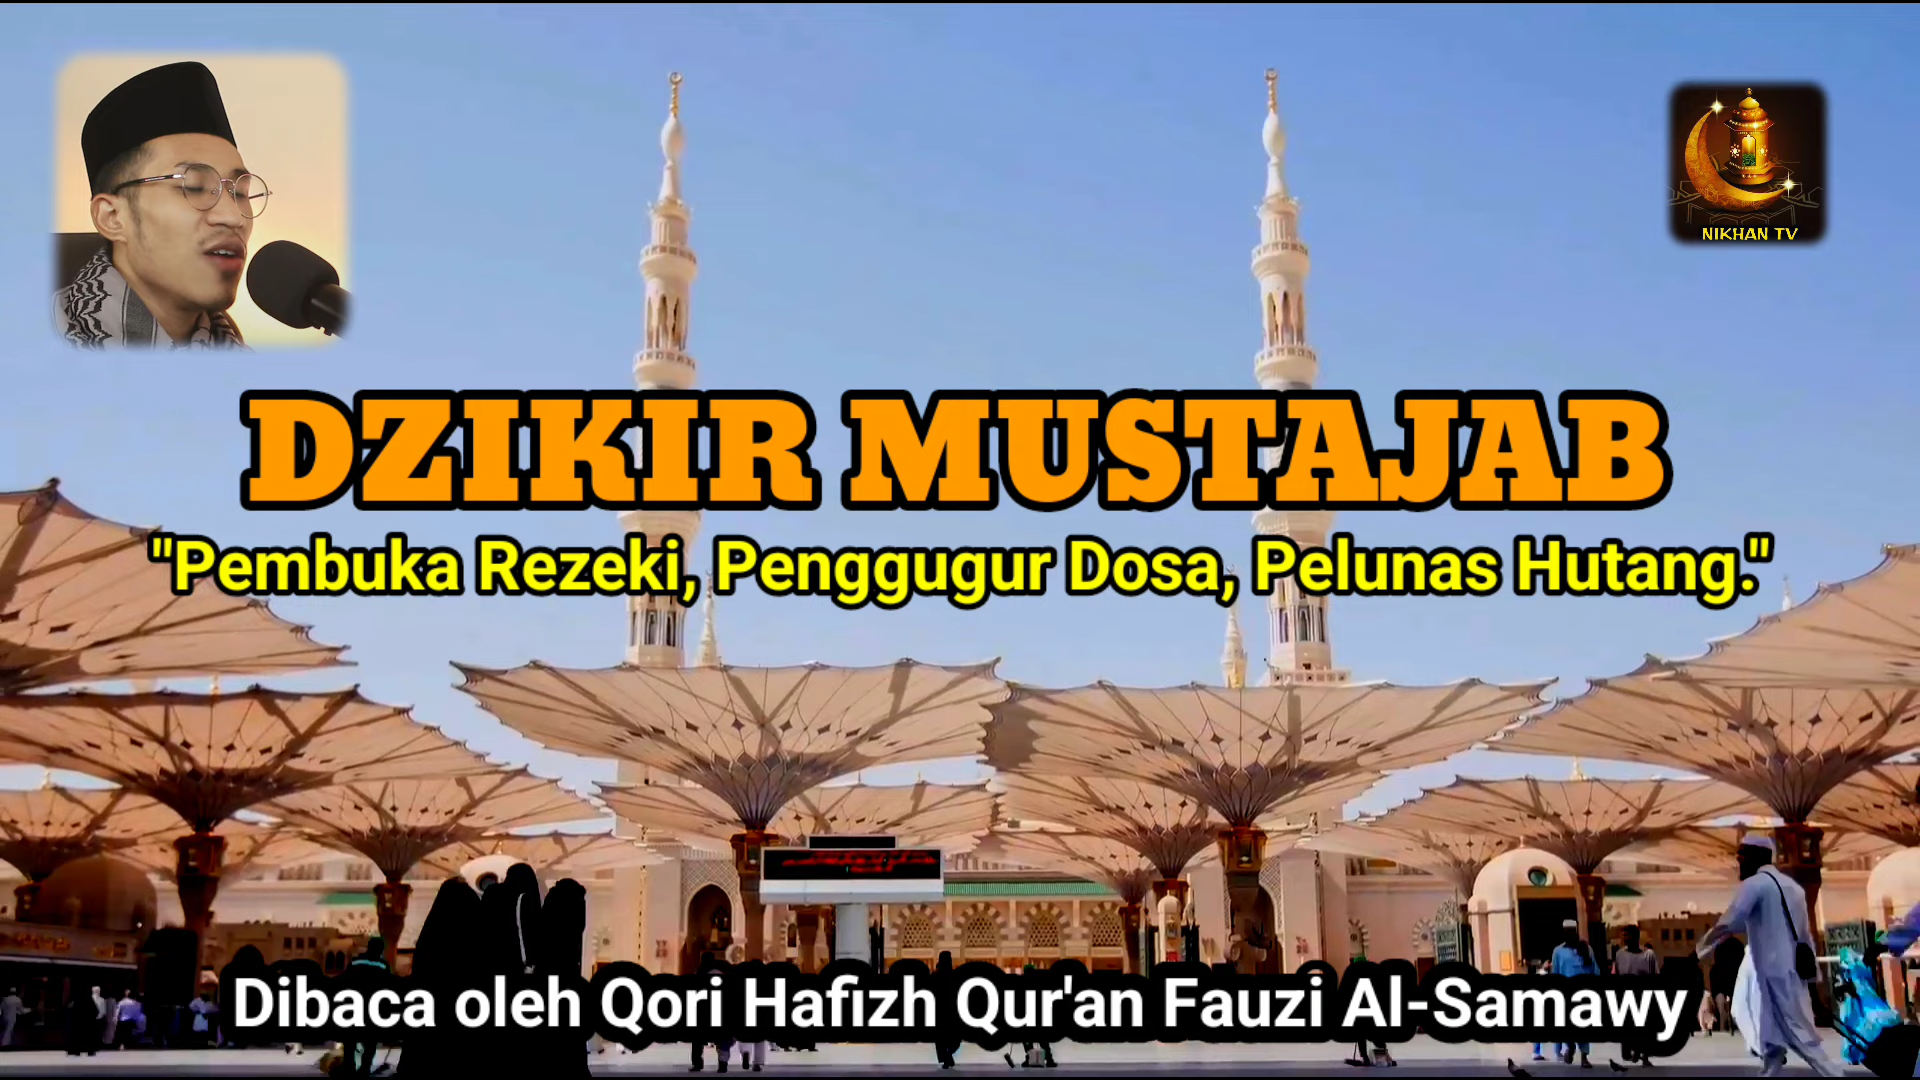 NIKHAN TV
DZIKIR MUSTAJAB
"Pembuka Rezeki, Penggugur Dosa, Pelunas Hutang."
Dibaca oleh Qori Hafizh Qur'an Fauzi Al-Samawy